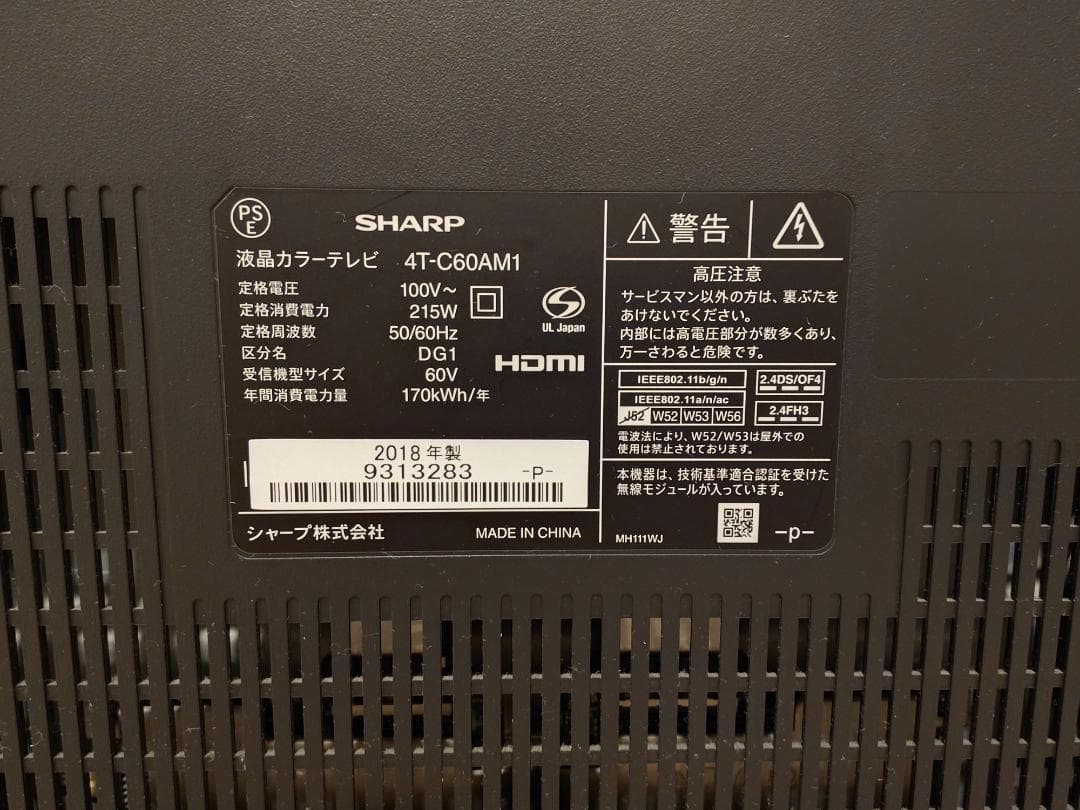 PS
E
SHARP
液晶カラーテレビ 4T-C60AM1
定格電圧 100V～
定格消費電力 215W
定格周波数 50/60Hz
区分名 DG1
受信機型サイズ 60V
年間消費電力量 170kWh/年
UL Japan
HDMI
2018 年製
9313283 -P-
シャープ株式会社 MADE IN CHINA
警告
高圧注意
サービスマン以外の方は、裏ぶたを
あけないでください。
内部には高電圧部分が数多くあり、
万一さわると危険です。
IEEE802.11b/g/n
IEEE802.11a/n/ac
J52 W52 W53 W56
2.4DS/OF4
2.4FH3
電波法により、W52/W53は屋外での
使用は禁止されております。
本機器は、技術基準適合認証を受けた
無線モジュールが入っています。
MH111WJ -p-